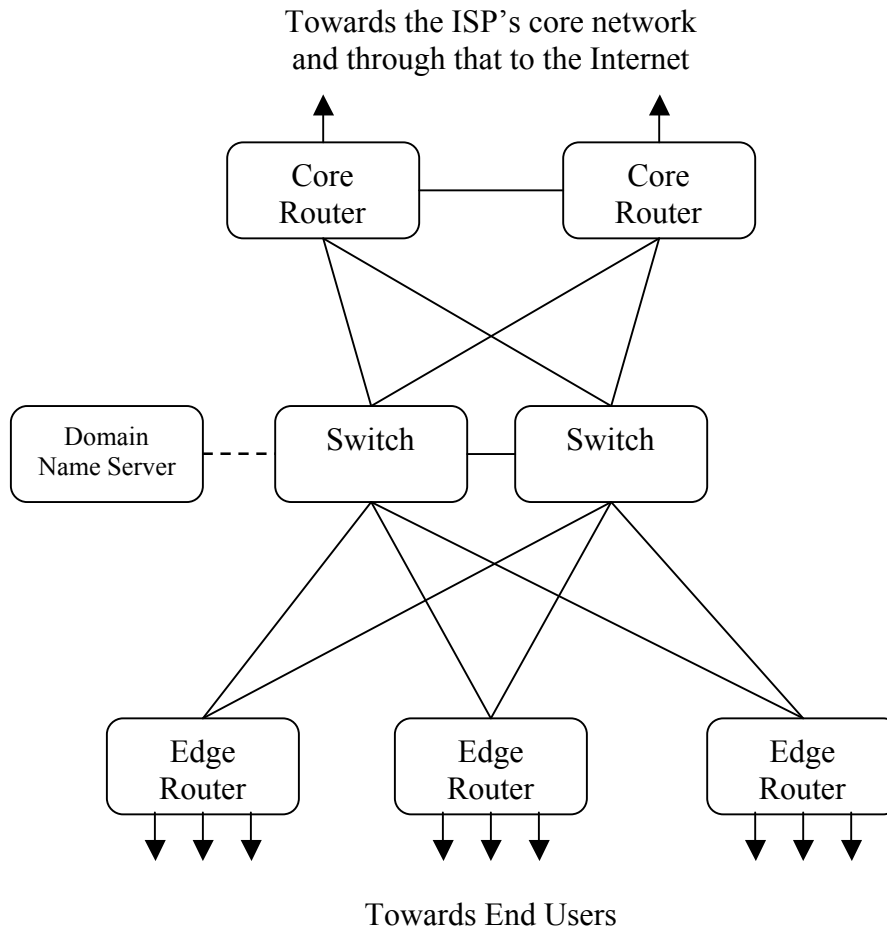 Towards the ISP's core network
and through that to the Internet
Core
Router
Core
Router
Domain
Name Server
Switch
Switch
Edge
Router
Edge
Router
Edge
Router
Towards End Users